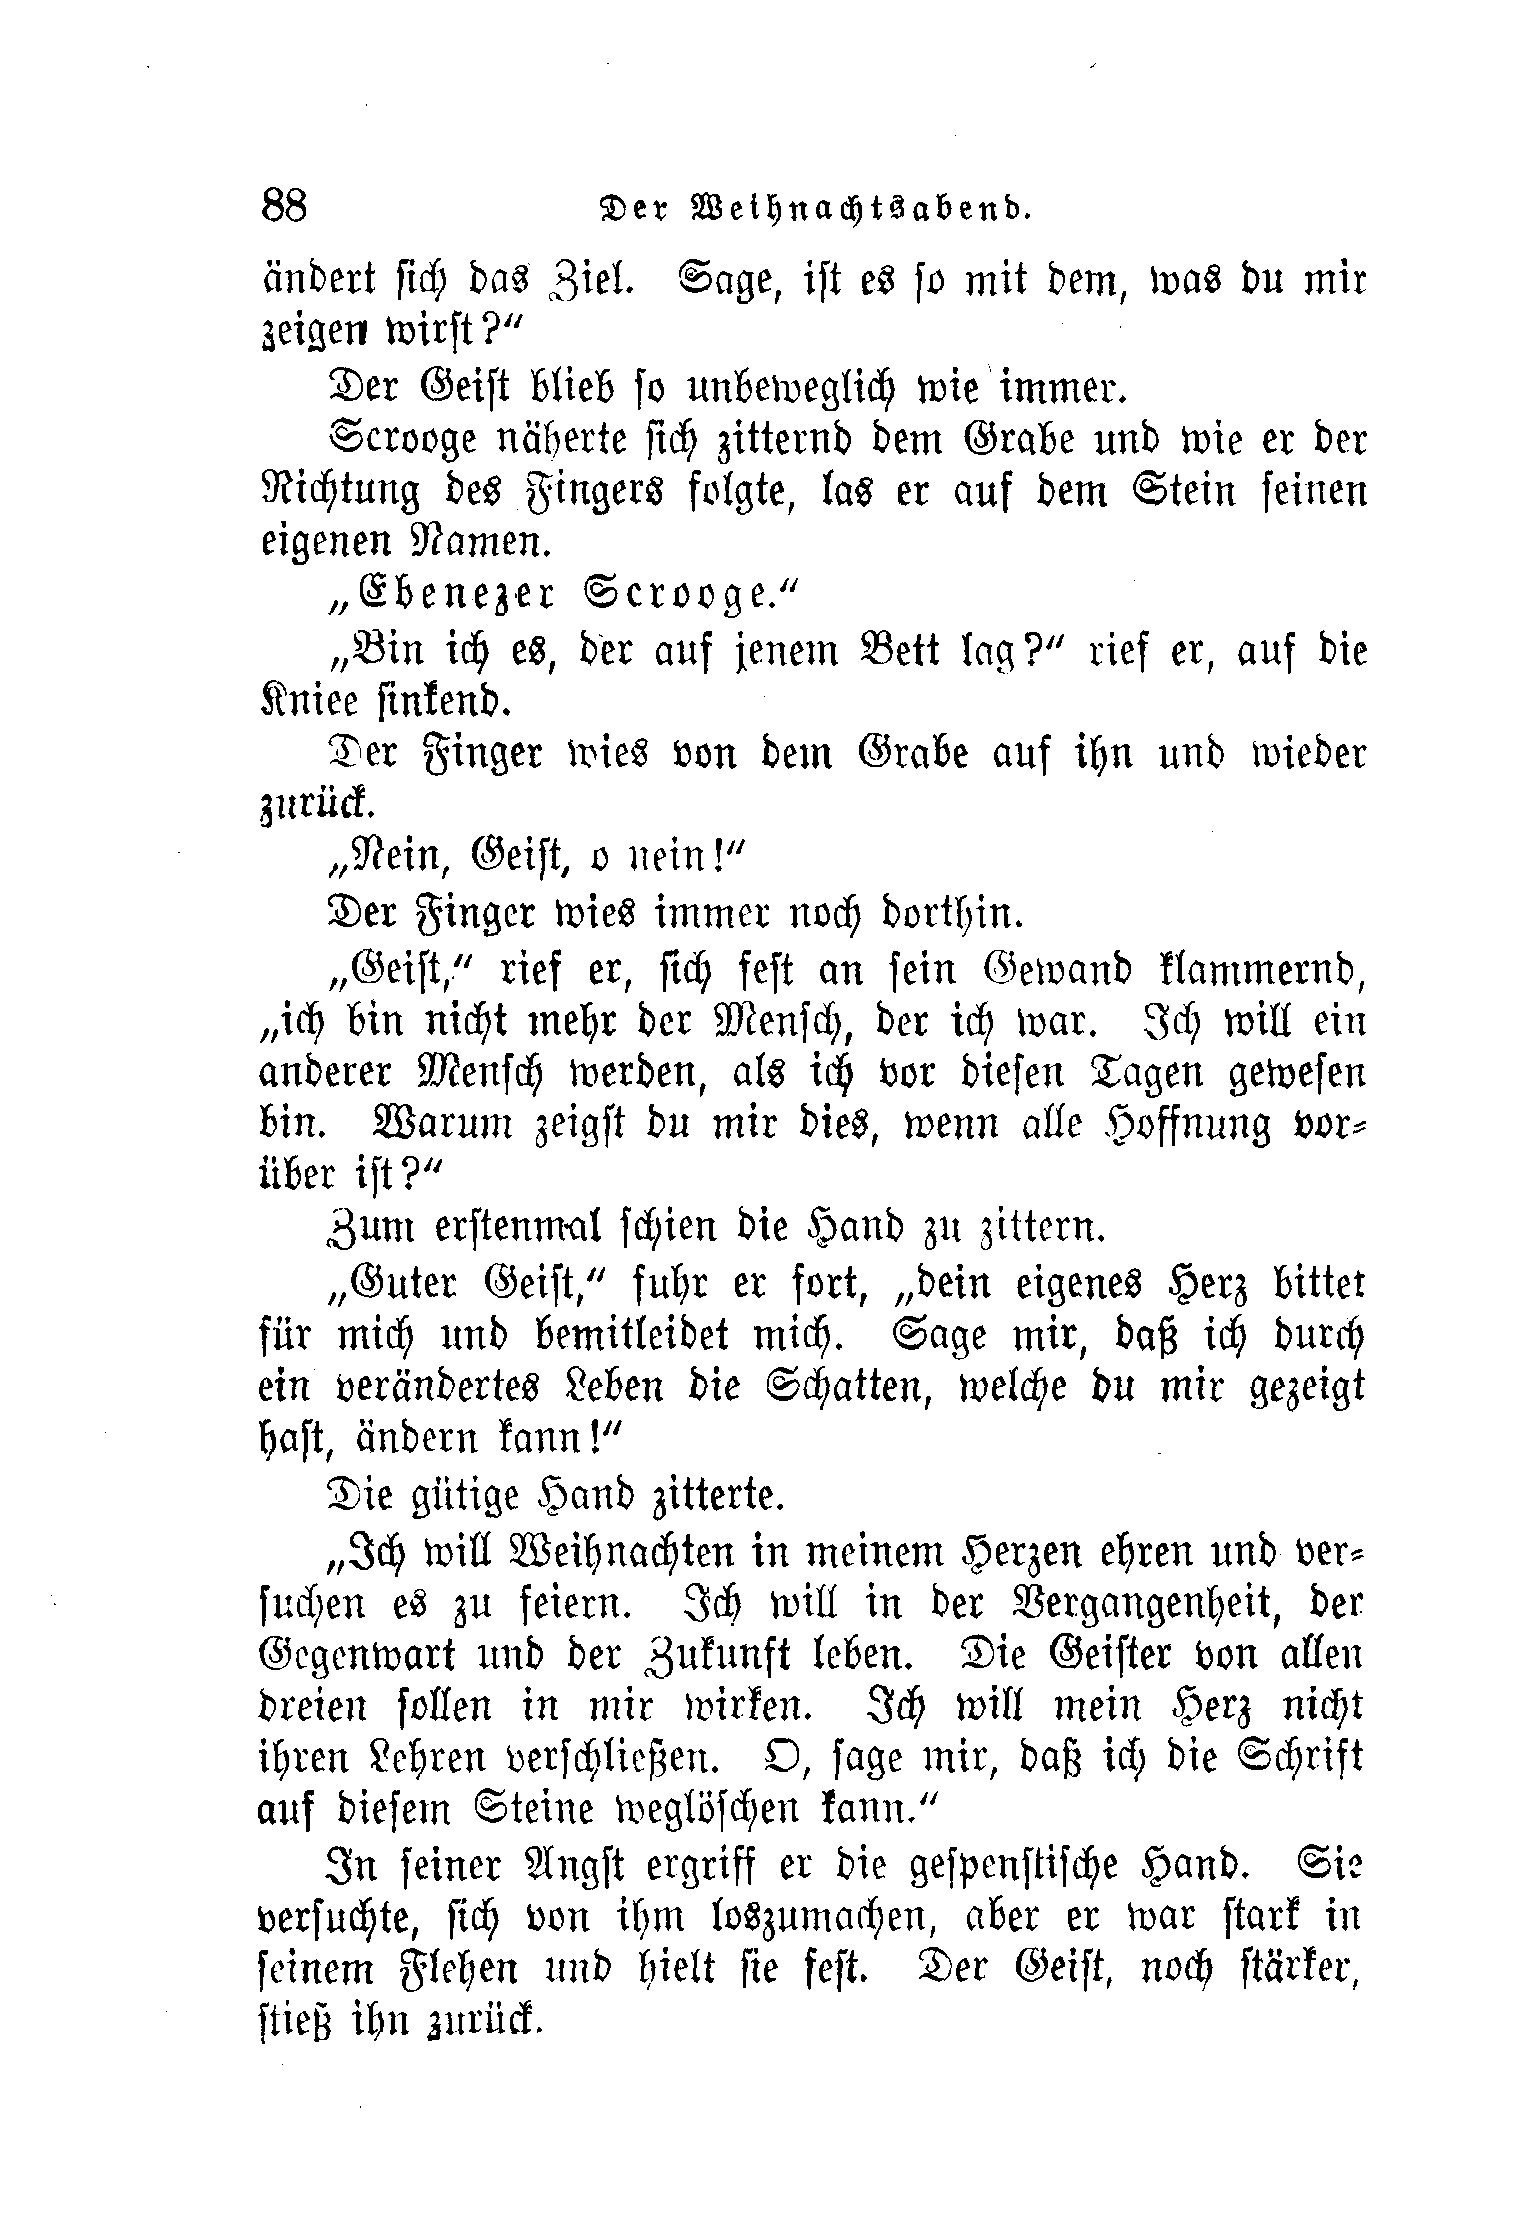 88 Der Weihnachtsabend.
ändert sich das Ziel. Sage, ist es so mit dem, was du mir
zeigen wirst?“
Der Geist blieb so unbeweglich wie immer.
Scrooge näherte sich zitternd dem Grabe und wie er der
Richtung des Fingers folgte, las er auf dem Stein seinen
eigenen Namen.
„Ebenezer Scrooge.“
„Bin ich es, der auf jenem Bett lag?“ rief er, auf die
Kniee sinkend.
Der Finger wies von dem Grabe auf ihn und wieder
zurück.
„Nein, Geist, o nein!“
Der Finger wies immer noch dorthin.
„Geist,“ rief er, sich fest an sein Gewand klammernd,
„ich bin nicht mehr der Mensch, der ich war. Ich will ein
anderer Mensch werden, als ich vor diesen Tagen gewesen
bin. Warum zeigst du mir dies, wenn alle Hoffnung vor-
über ist?“
Zum erstenmal schien die Hand zu zittern.
„Guter Geist,“ fuhr er fort, „dein eigenes Herz bittet
für mich und bemitleidet mich. Sage mir, daß ich durch
ein verändertes Leben die Schatten, welche du mir gezeigt
hast, ändern kann!“
Die gütige Hand zitterte.
„Ich will Weihnachten in meinem Herzen ehren und ver-
suchen es zu feiern. Ich will in der Vergangenheit, der
Gegenwart und der Zukunft leben. Die Geister von allen
dreien sollen in mir wirken. Ich will mein Herz nicht
ihren Lehren verschließen. O, sage mir, daß ich die Schrift
auf diesem Steine weglöschen kann.“
In seiner Angst ergriff er die gespenstische Hand. Sie
versuchte, sich von ihm loszumachen, aber er war stark in
seinem Flehen und hielt sie fest. Der Geist, noch stärker,
stieß ihn zurück.